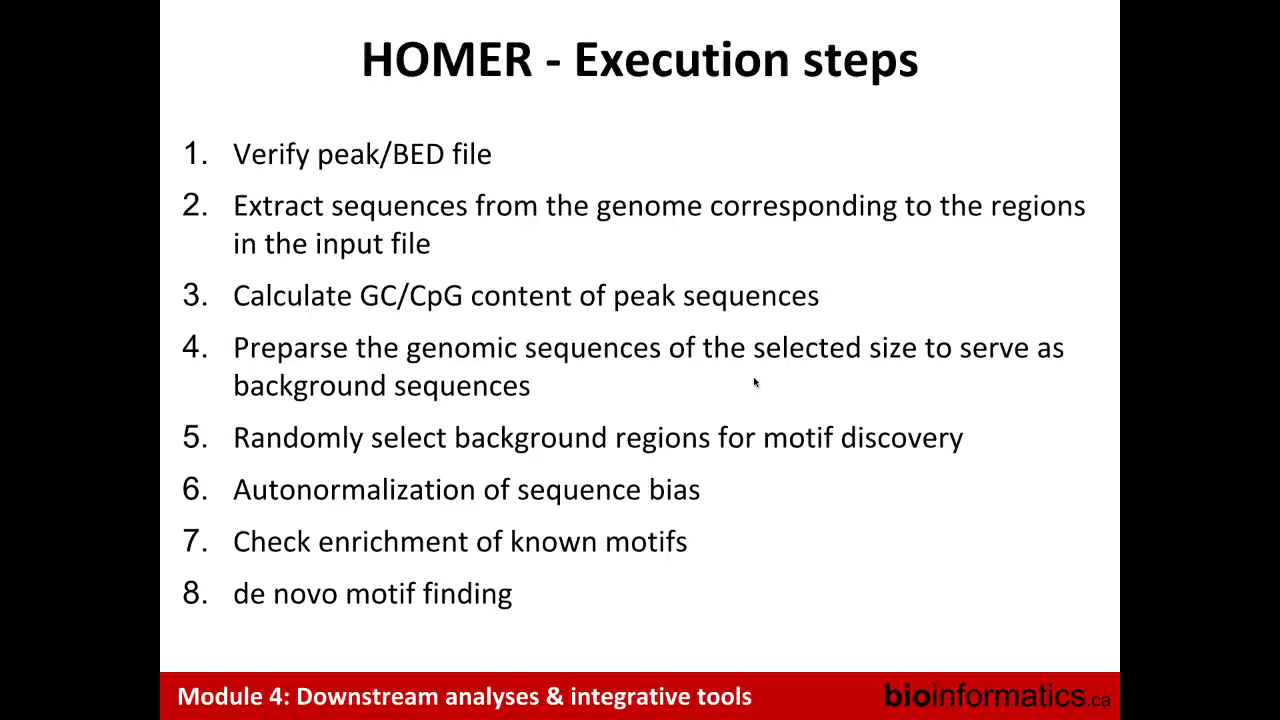 HOMER - Execution steps
1. Verify peak/BED file
2. Extract sequences from the genome corresponding to the regions
in the input file
3. Calculate GC/CpG content of peak sequences
4. Preparse the genomic sequences of the selected size to serve as
background sequences
5. Randomly select background regions for motif discovery
6. Autonormalization of sequence bias
7. Check enrichment of known motifs
8. de novo motif finding
Module 4: Downstream analyses & integrative tools
bioinformatics.ca